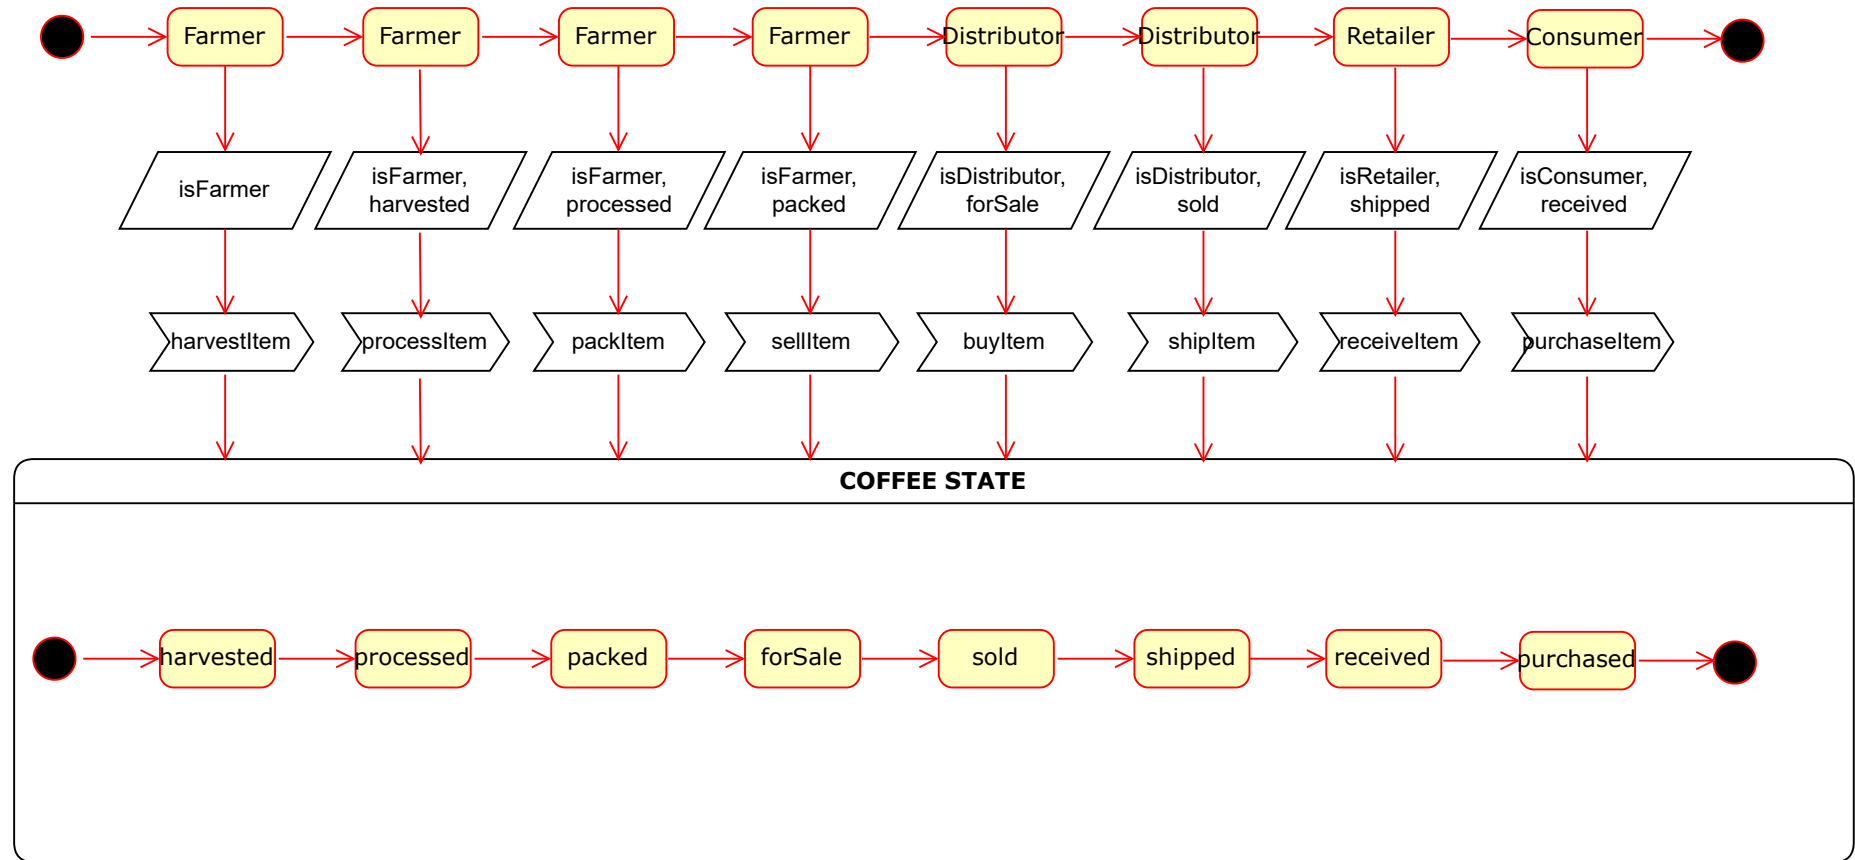 Farmer
Farmer
Farmer
Farmer
Distributor
Distributor
Retailer
Consumer
isFarmer
isFarmer,
harvested
isFarmer,
processed
isFarmer,
packed
isDistributor,
forSale
isDistributor,
sold
isRetailer,
shipped
isConsumer,
received
harvestItem
processItem
packItem
sellItem
buyItem
shipItem
receiveItem
purchaseItem
COFFEE STATE
harvested
processed
packed
forSale
sold
shipped
received
purchased